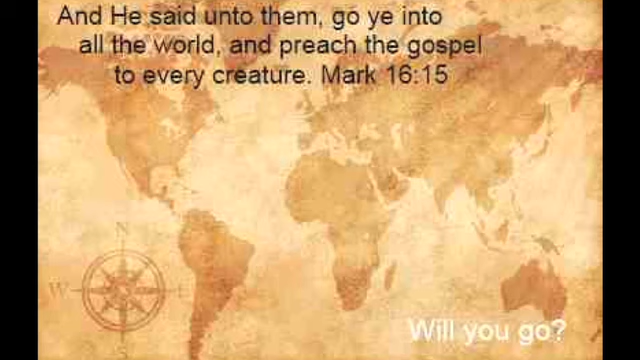 And He said unto them, go ye into
all the world, and preach the gospel
to every creature. Mark 16:15
N
W E
S
Will you go?